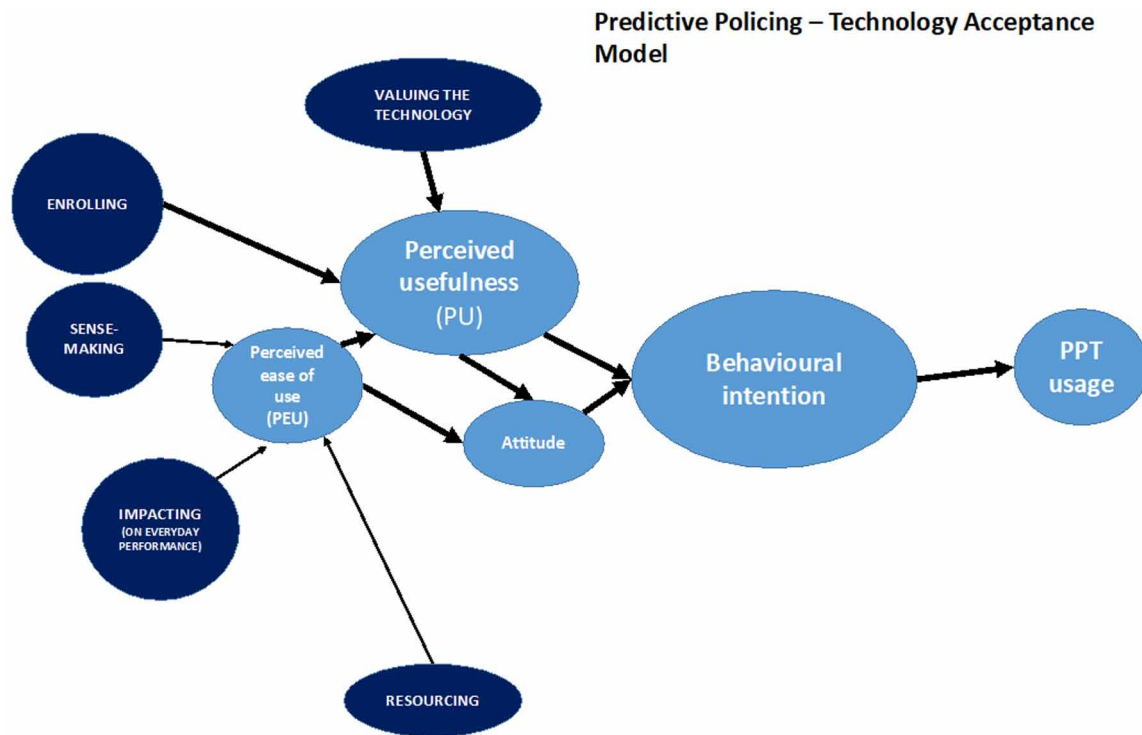 Predictive Policing – Technology Acceptance
Model
VALUING THE
TECHNOLOGY
ENROLLING
Perceived
usefulness
(PU)
SENSE-
MAKING
Perceived
ease of
use
(PEU)
Behavioural
intention
PPT
usage
Attitude
IMPACTING
(ON EVERYDAY
PERFORMANCE)
RESOURCING